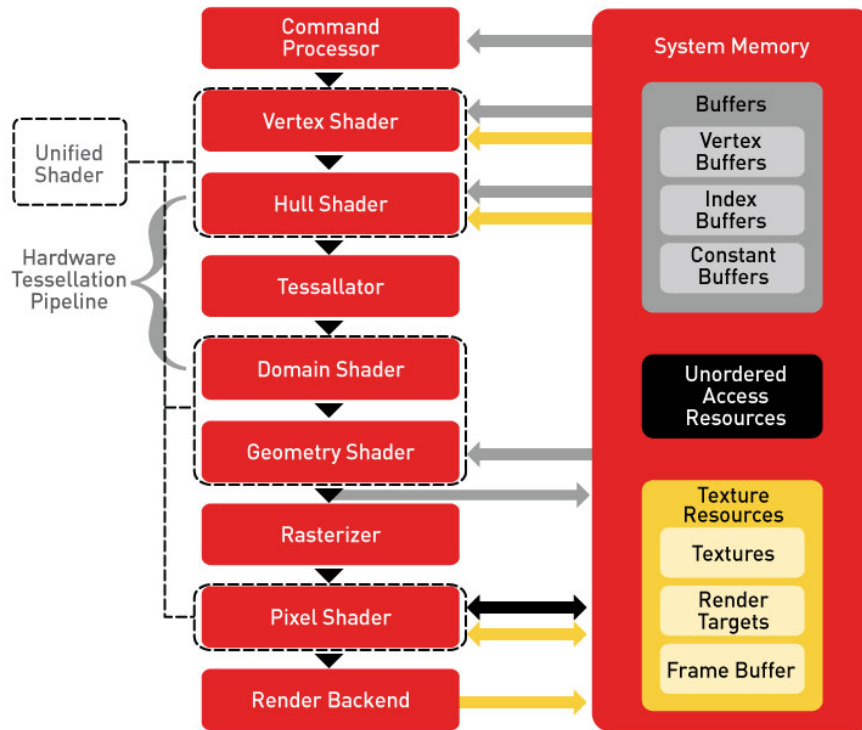 Command
Processor
Vertex Shader
Hull Shader
Tessallator
Domain Shader
Geometry Shader
Rasterizer
Pixel Shader
Render Backend
Unified
Shader
Hardware
Tessellation
Pipeline
System Memory
Buffers
Vertex
Buffers
Index
Buffers
Constant
Buffers
Unordered
Access
Resources
Texture
Resources
Textures
Render
Targets
Frame Buffer